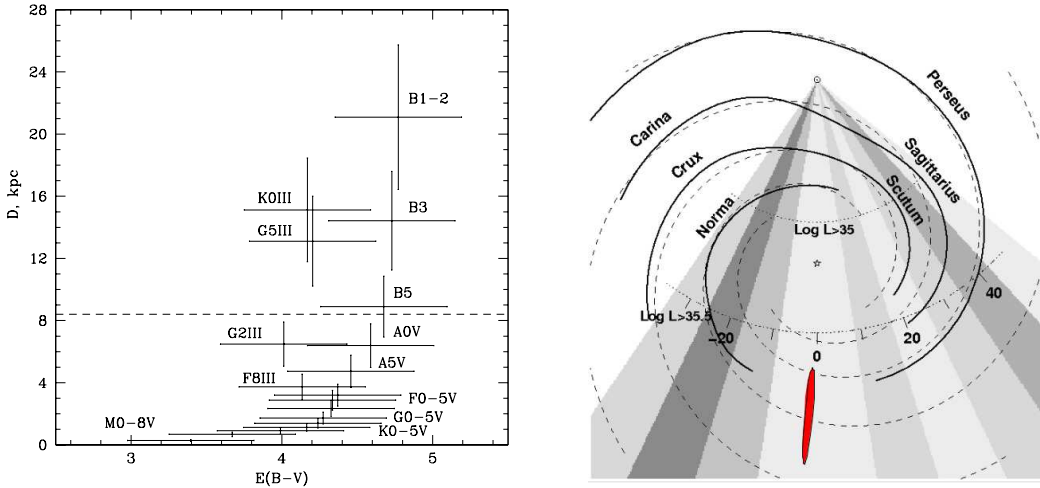 28
24
20
16
12
8
4
0
D, kpc
B1-2
K0III
B3
G5III
B5
G2III
A0V
A5V
F8III
F0-5V
G0-5V
M0-8V
K0-5V
3
4
5
E(B-V)
Perseus
Carina
Sagittarius
Crux
Scutum
Norma
Log L>35
40
Log L>35.5
-20
20
0